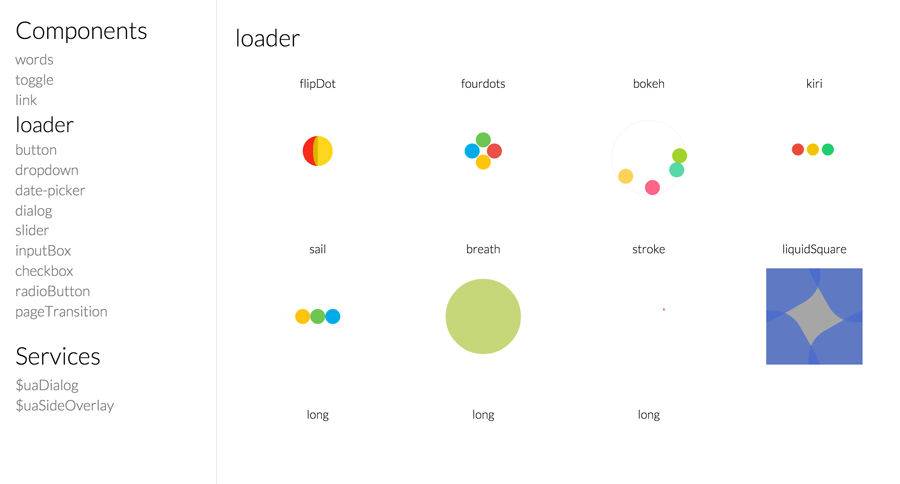 Components
words
toggle
link
loader
button
dropdown
date-picker
dialog
slider
inputBox
checkbox
radioButton
pageTransition
Services
$uaDialog
$uaSideOverlay
loader
flipDot fourdots bokeh kiri
sail breath stroke liquidSquare
long long long